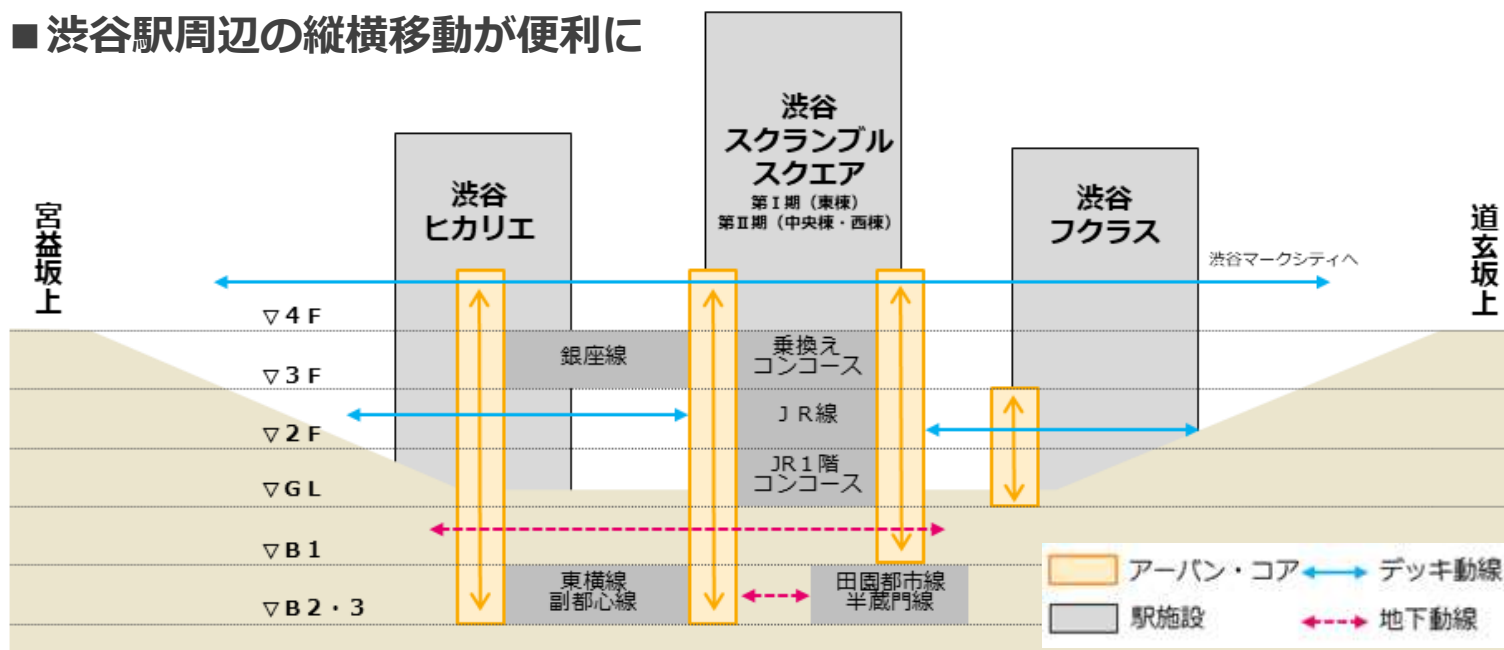 ■渋谷駅周辺の縦横移動が便利に
渋谷
スクランブル
スクエア
第Ⅰ期（東棟）
第Ⅱ期（中央棟・西棟）
渋谷
ヒカリエ
渋谷
フクラス
宮益坂上
道玄坂上
渋谷マークシティへ
▽4F
銀座線
乗換え
コンコース
▽3F
JR線
▽2F
JR1階
コンコース
▽GL
▽B1
東横線
副都心線
田園都市線
半蔵門線
▽B2・3
アーバン・コア
デッキ動線
駅施設
地下動線